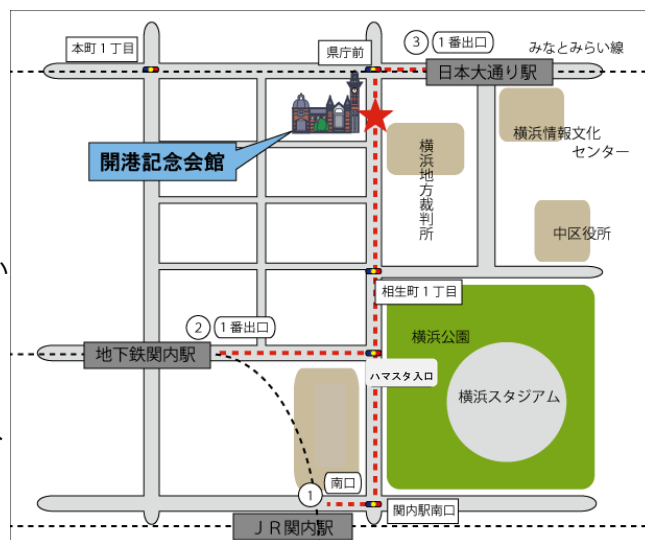 本町1丁目
県庁前
③
1番出口
みなとみらい線
日本大通り駅
横浜情報文化
センター
開港記念会館
横浜地方裁判所
中区役所
い
相生町1丁目
②
1番出口
横浜公園
地下鉄関内駅
ハマスタ入口
横浜スタジアム
①
南口
関内駅南口
JR関内駅